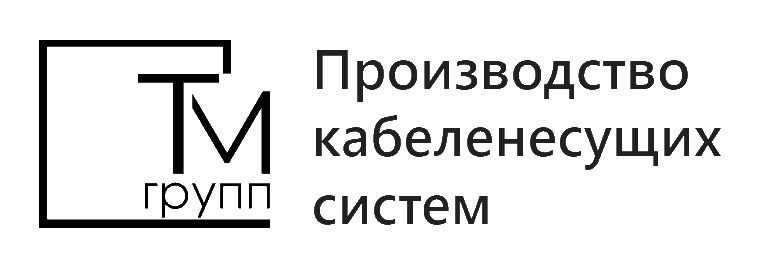 ТМ
групп
Производство
кабеленесущих
систем